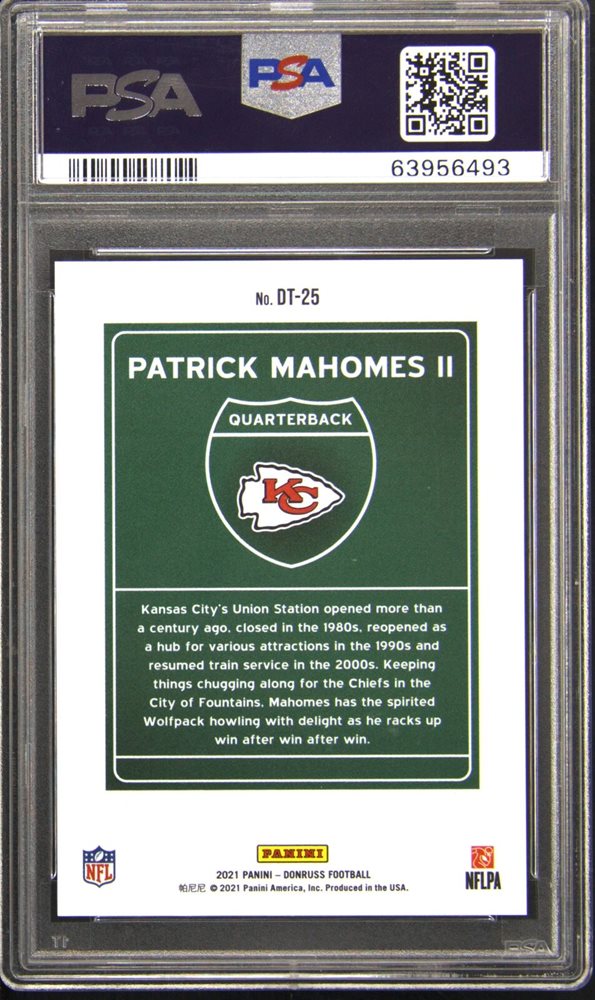 PSA
PSA
63956493
No. DT-25
PATRICK MAHOMES II
QUARTERBACK
KC
Kansas City's Union Station opened more than
a century ago, closed in the 1980s, reopened as
a hub for various attractions in the 1990s and
resumed train service in the 2000s. Keeping
things chugging along for the Chiefs in the
City of Fountains, Mahomes has the spirited
Wolfpack howling with delight as he racks up
win after win after win.
NFL
PANINI
NFLPA
2021 PANINI – DONRUSS FOOTBALL
帕尼尼 © 2021 Panini America, Inc. Produced in the USA.
PSA